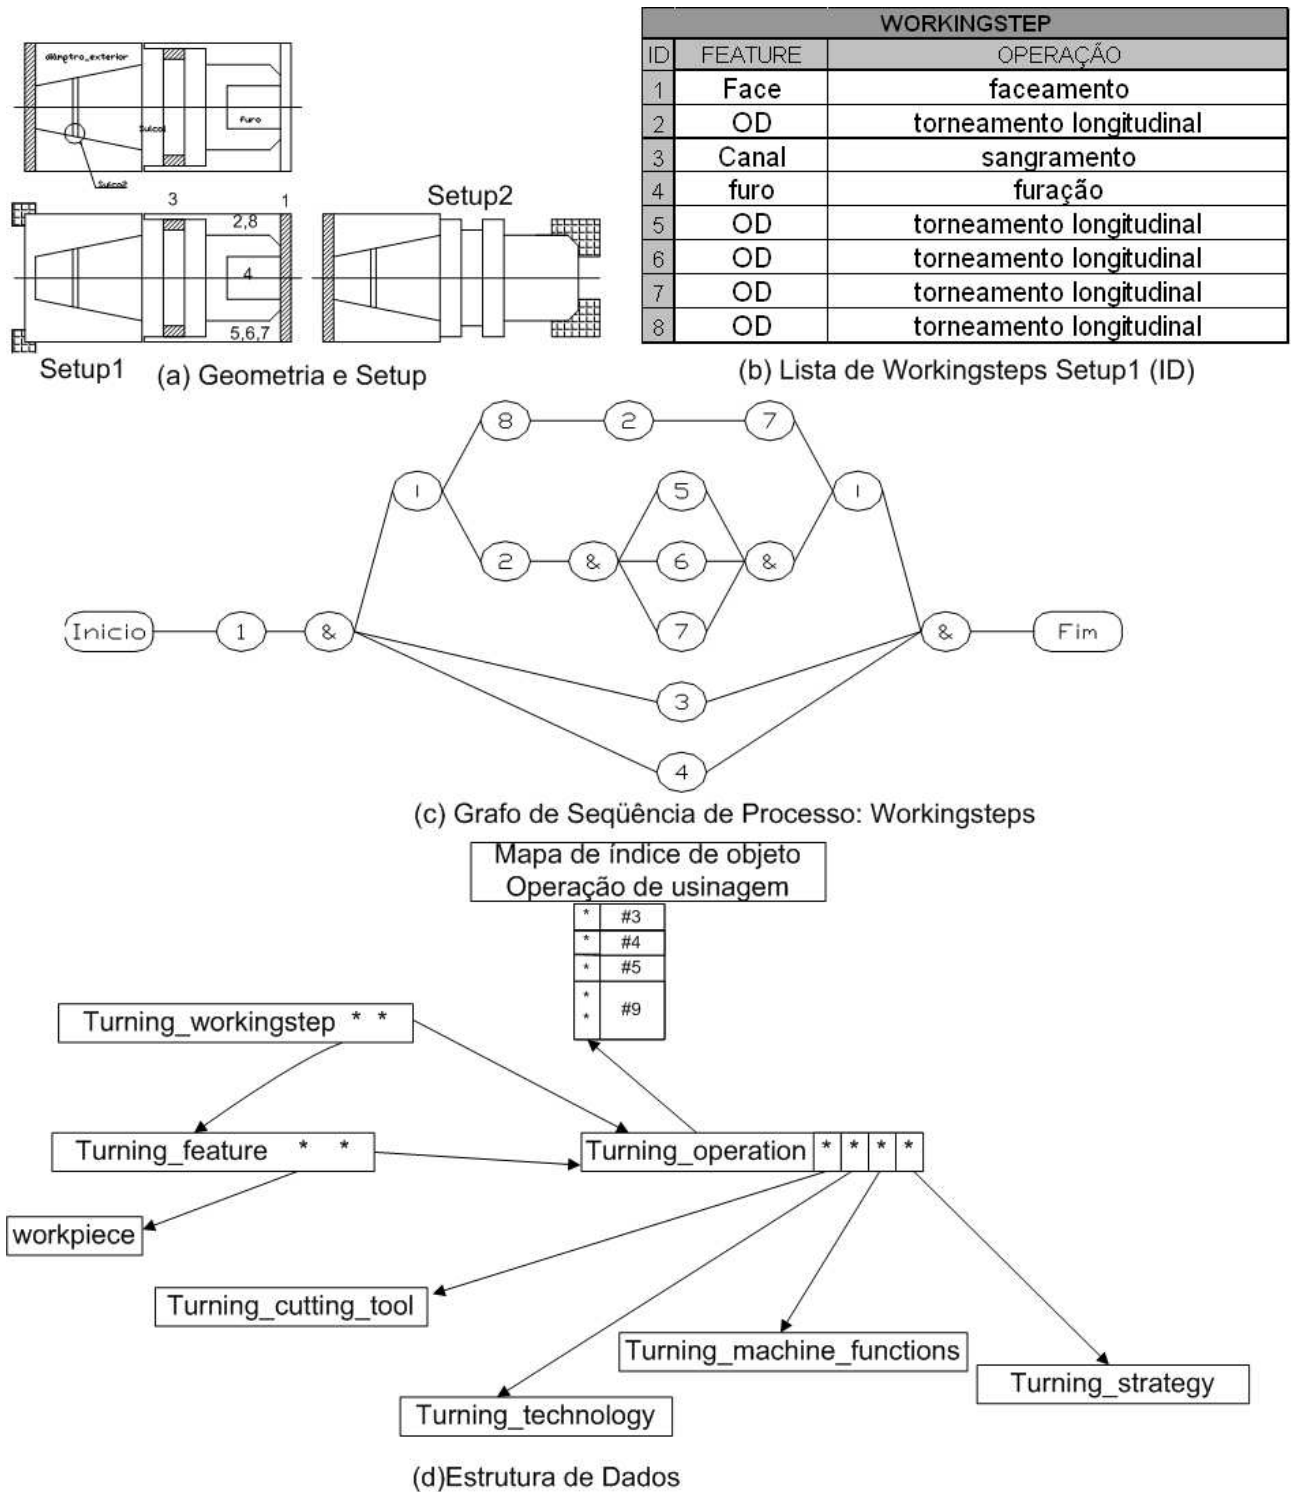 diâmetro_exterior
Sulco1
furo
Sulco2
3
1
2,8
4
5,6,7
Setup1
Setup2
(a) Geometria e Setup
WORKINGSTEP
ID FEATURE OPERAÇÃO
1 Face faceamento
2 OD torneamento longitudinal
3 Canal sangramento
4 furo furação
5 OD torneamento longitudinal
6 OD torneamento longitudinal
7 OD torneamento longitudinal
8 OD torneamento longitudinal
(b) Lista de Workingsteps Setup1 (ID)
8 2 7
I 5 I
2 & 6 &
Inicio 1 & 7 & Fim
3
4
(c) Grafo de Seqüência de Processo: Workingsteps
Mapa de índice de objeto
Operação de usinagem
* #3
* #4
* #5
*
* #9
Turning_workingstep * *
Turning_feature * *
Turning_operation * * * *
workpiece
Turning_cutting_tool
Turning_machine_functions
Turning_strategy
Turning_technology
(d)Estrutura de Dados